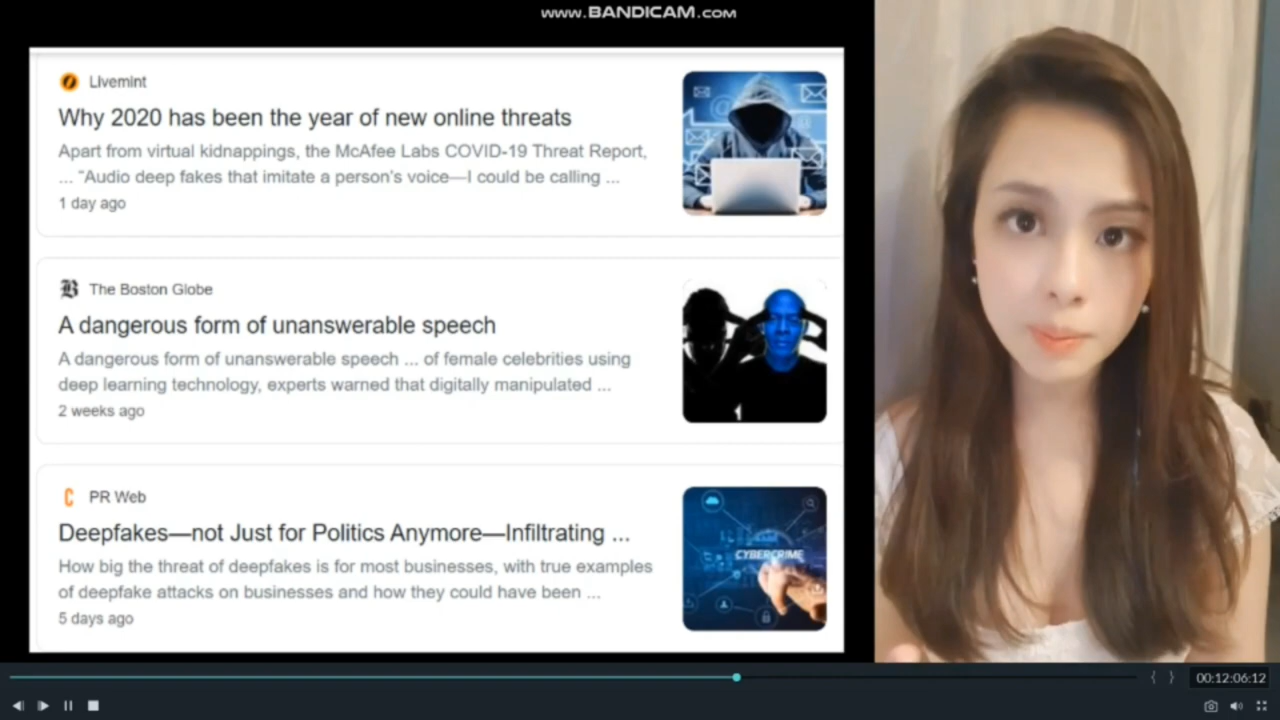 www.BANDICAM.com
Livemint
Why 2020 has been the year of new online threats
Apart from virtual kidnappings, the McAfee Labs COVID-19 Threat Report,
... "Audio deep fakes that imitate a person's voice—I could be calling ...
1 day ago
The Boston Globe
A dangerous form of unanswerable speech
A dangerous form of unanswerable speech ... of female celebrities using
deep learning technology, experts warned that digitally manipulated ...
2 weeks ago
PR Web
Deepfakes—not Just for Politics Anymore—Infiltrating ...
How big the threat of deepfakes is for most businesses, with true examples
of deepfake attacks on businesses and how they could have been ...
5 days ago
CYBERCRIME
{ }
00:12:06:12